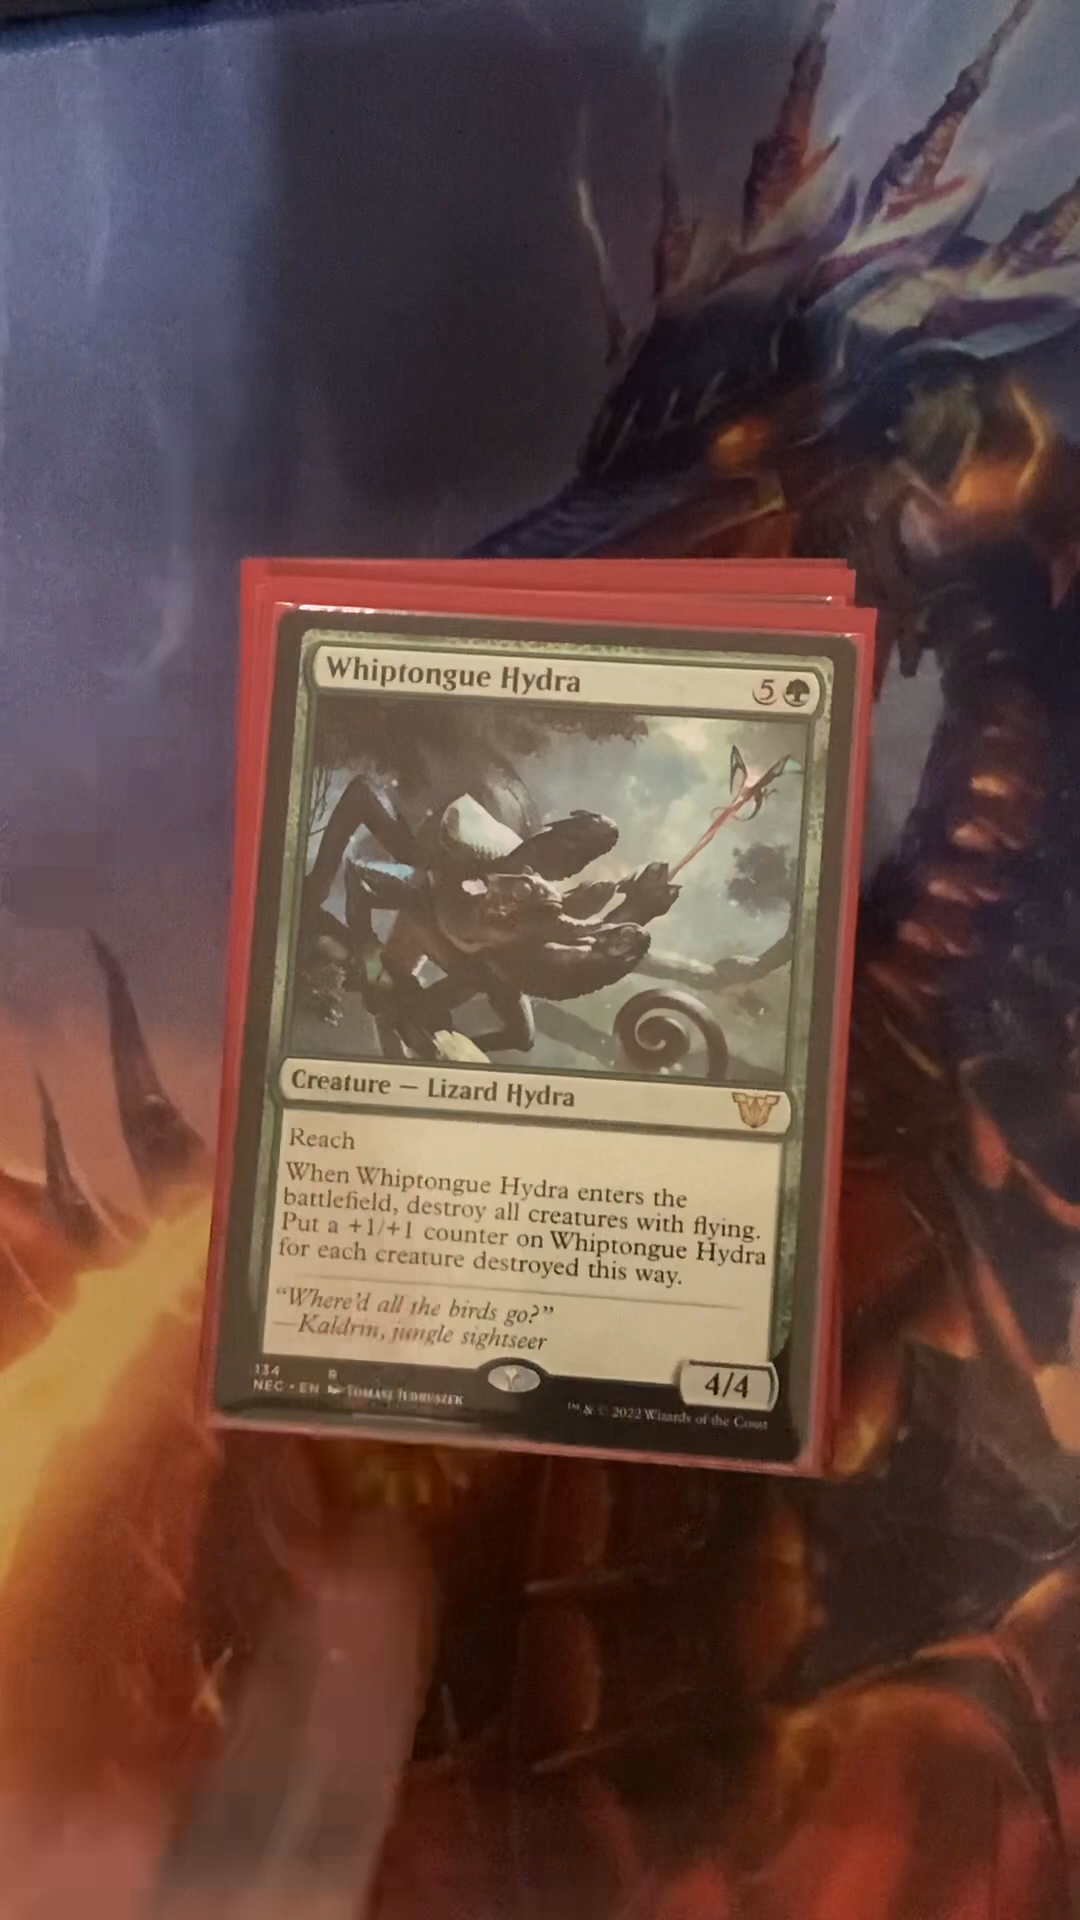 Whiptongue Hydra 5
Creature — Lizard Hydra
Reach
When Whiptongue Hydra enters the
battlefield, destroy all creatures with flying.
Put a +1/+1 counter on Whiptongue Hydra
for each creature destroyed this way.
"Where'd all the birds go?"
—Kaldrin, jungle sightseer
4/4
134 R
NEC • EN Tomasz Jedruszek
™ & © 2022 Wizards of the Coast